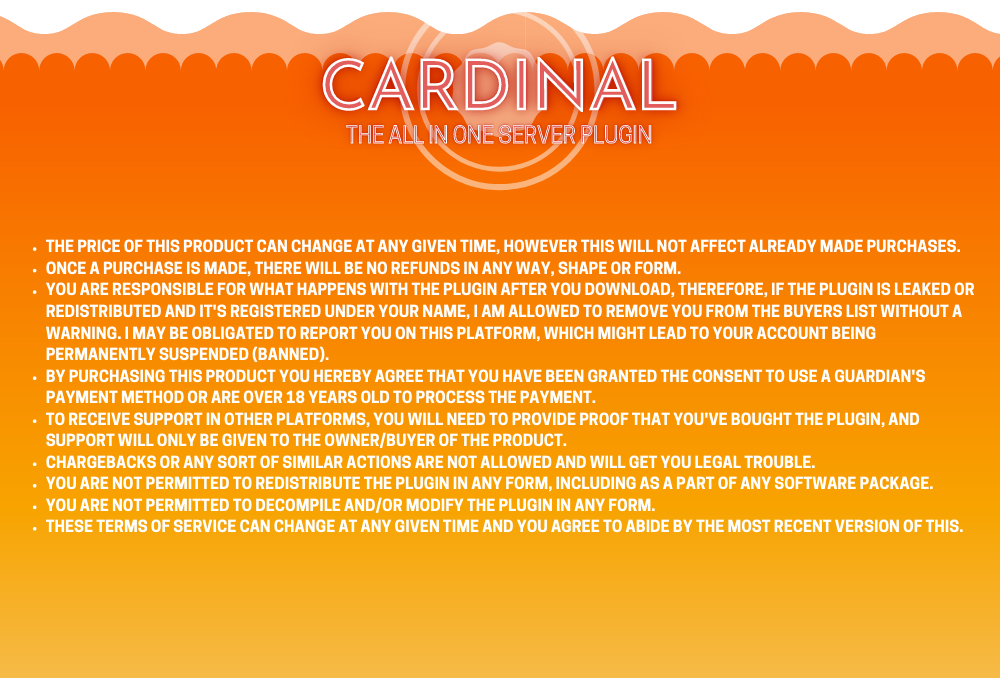 CARDINAL
THE ALL IN ONE SERVER PLUGIN
• THE PRICE OF THIS PRODUCT CAN CHANGE AT ANY GIVEN TIME, HOWEVER THIS WILL NOT AFFECT ALREADY MADE PURCHASES.
• ONCE A PURCHASE IS MADE, THERE WILL BE NO REFUNDS IN ANY WAY, SHAPE OR FORM.
• YOU ARE RESPONSIBLE FOR WHAT HAPPENS WITH THE PLUGIN AFTER YOU DOWNLOAD, THEREFORE, IF THE PLUGIN IS LEAKED OR
REDISTRIBUTED AND IT'S REGISTERED UNDER YOUR NAME, I AM ALLOWED TO REMOVE YOU FROM THE BUYERS LIST WITHOUT A
WARNING. I MAY BE OBLIGATED TO REPORT YOU ON THIS PLATFORM, WHICH MIGHT LEAD TO YOUR ACCOUNT BEING
PERMANENTLY SUSPENDED (BANNED).
• BY PURCHASING THIS PRODUCT YOU HEREBY AGREE THAT YOU HAVE BEEN GRANTED THE CONSENT TO USE A GUARDIAN'S
PAYMENT METHOD OR ARE OVER 18 YEARS OLD TO PROCESS THE PAYMENT.
• TO RECEIVE SUPPORT IN OTHER PLATFORMS, YOU WILL NEED TO PROVIDE PROOF THAT YOU'VE BOUGHT THE PLUGIN, AND
SUPPORT WILL ONLY BE GIVEN TO THE OWNER/BUYER OF THE PRODUCT.
• CHARGEBACKS OR ANY SORT OF SIMILAR ACTIONS ARE NOT ALLOWED AND WILL GET YOU LEGAL TROUBLE.
• YOU ARE NOT PERMITTED TO REDISTRIBUTE THE PLUGIN IN ANY FORM, INCLUDING AS A PART OF ANY SOFTWARE PACKAGE.
• YOU ARE NOT PERMITTED TO DECOMPILE AND/OR MODIFY THE PLUGIN IN ANY FORM.
• THESE TERMS OF SERVICE CAN CHANGE AT ANY GIVEN TIME AND YOU AGREE TO ABIDE BY THE MOST RECENT VERSION OF THIS.